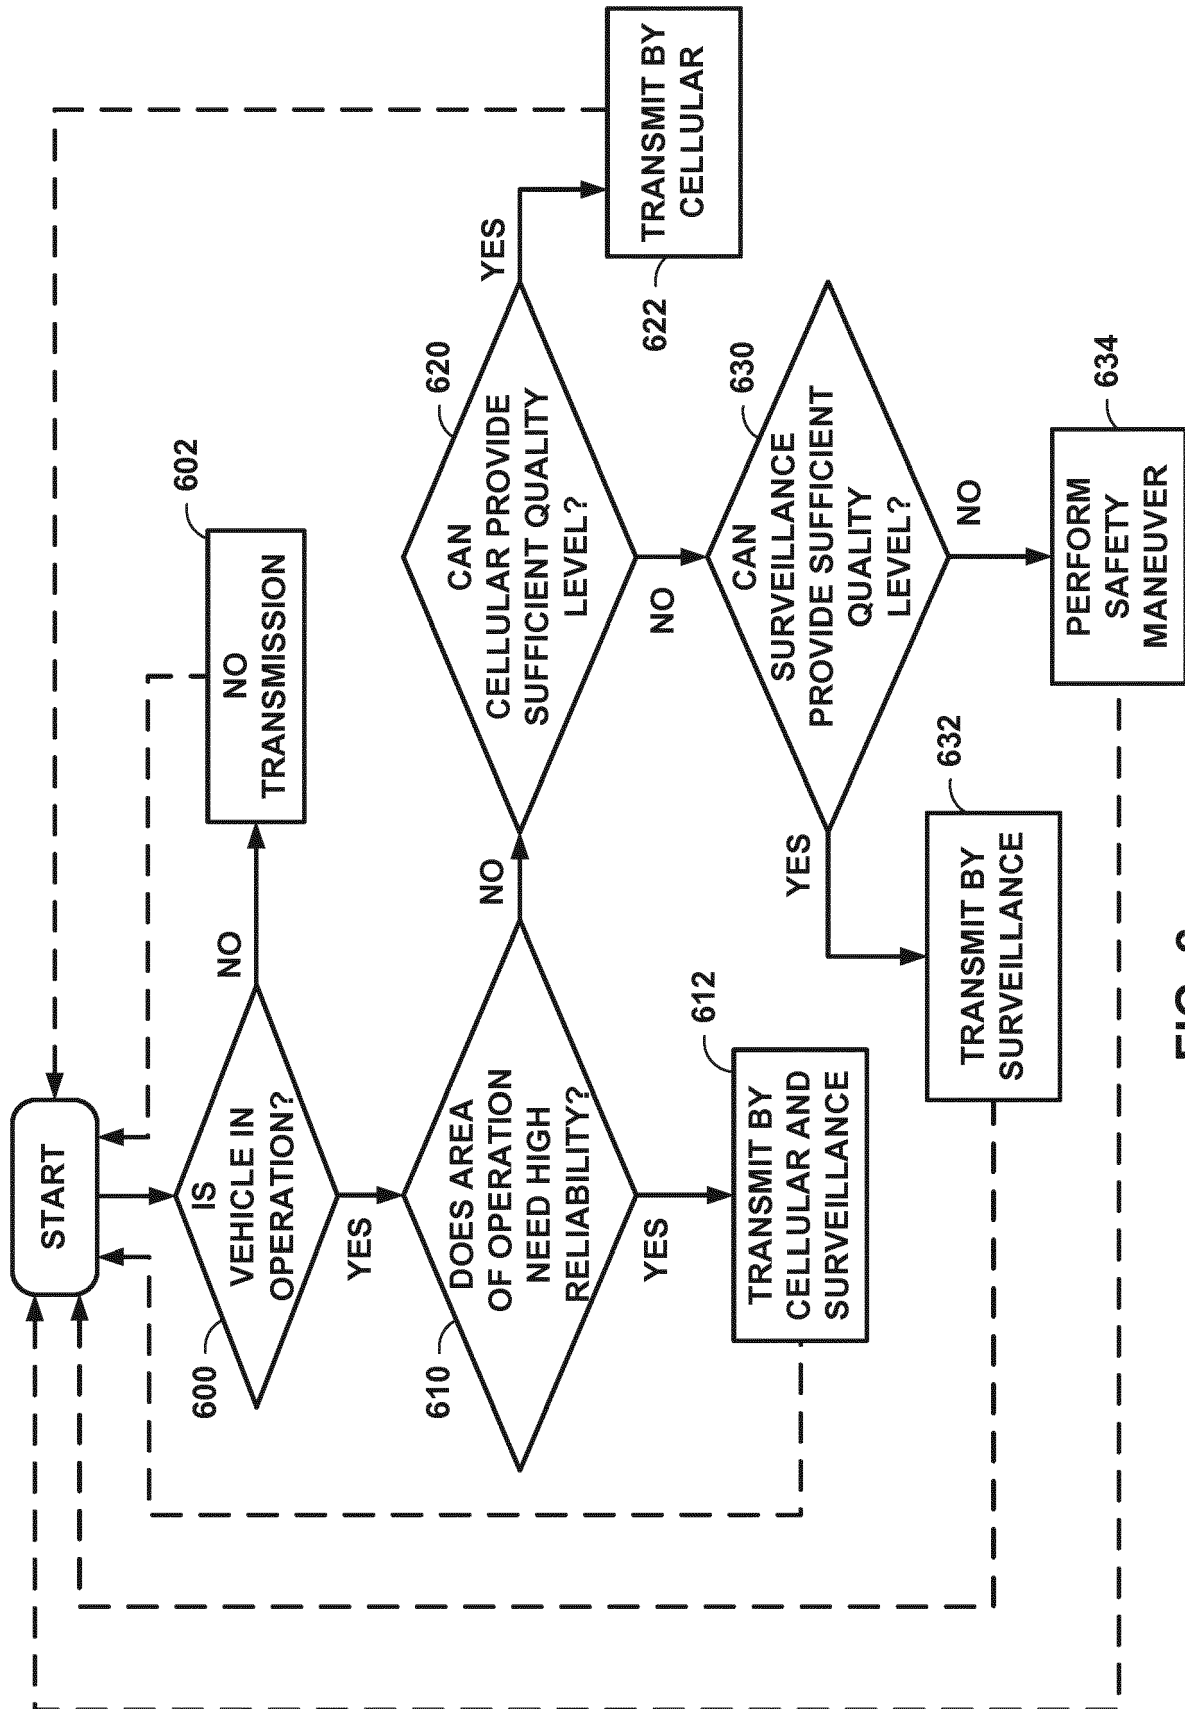 START
600
IS
VEHICLE IN
OPERATION?
NO
602
NO
TRANSMISSION
YES
610
DOES AREA
OF OPERATION
NEED HIGH
RELIABILITY?
NO
620
CAN
CELLULAR PROVIDE
SUFFICIENT QUALITY
LEVEL?
YES
622
TRANSMIT BY
CELLULAR
YES
612
TRANSMIT BY
CELLULAR AND
SURVEILLANCE
NO
630
CAN
SURVEILLANCE
PROVIDE SUFFICIENT
QUALITY
LEVEL?
YES
632
TRANSMIT BY
SURVEILLANCE
NO
634
PERFORM
SAFETY
MANEUVER
FIG.